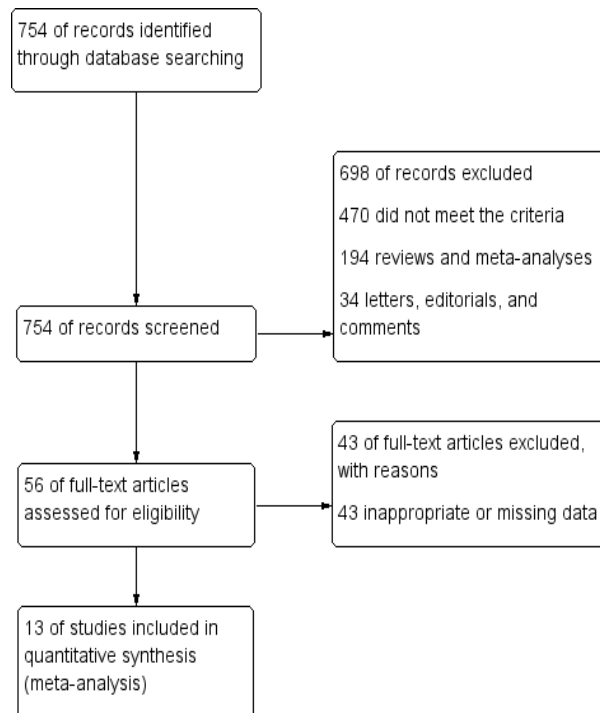 754 of records identified
through database searching
698 of records excluded
470 did not meet the criteria
194 reviews and meta-analyses
34 letters, editorials, and
comments
754 of records screened
43 of full-text articles excluded,
with reasons
43 inappropriate or missing data
56 of full-text articles
assessed for eligibility
13 of studies included in
quantitative synthesis
(meta-analysis)